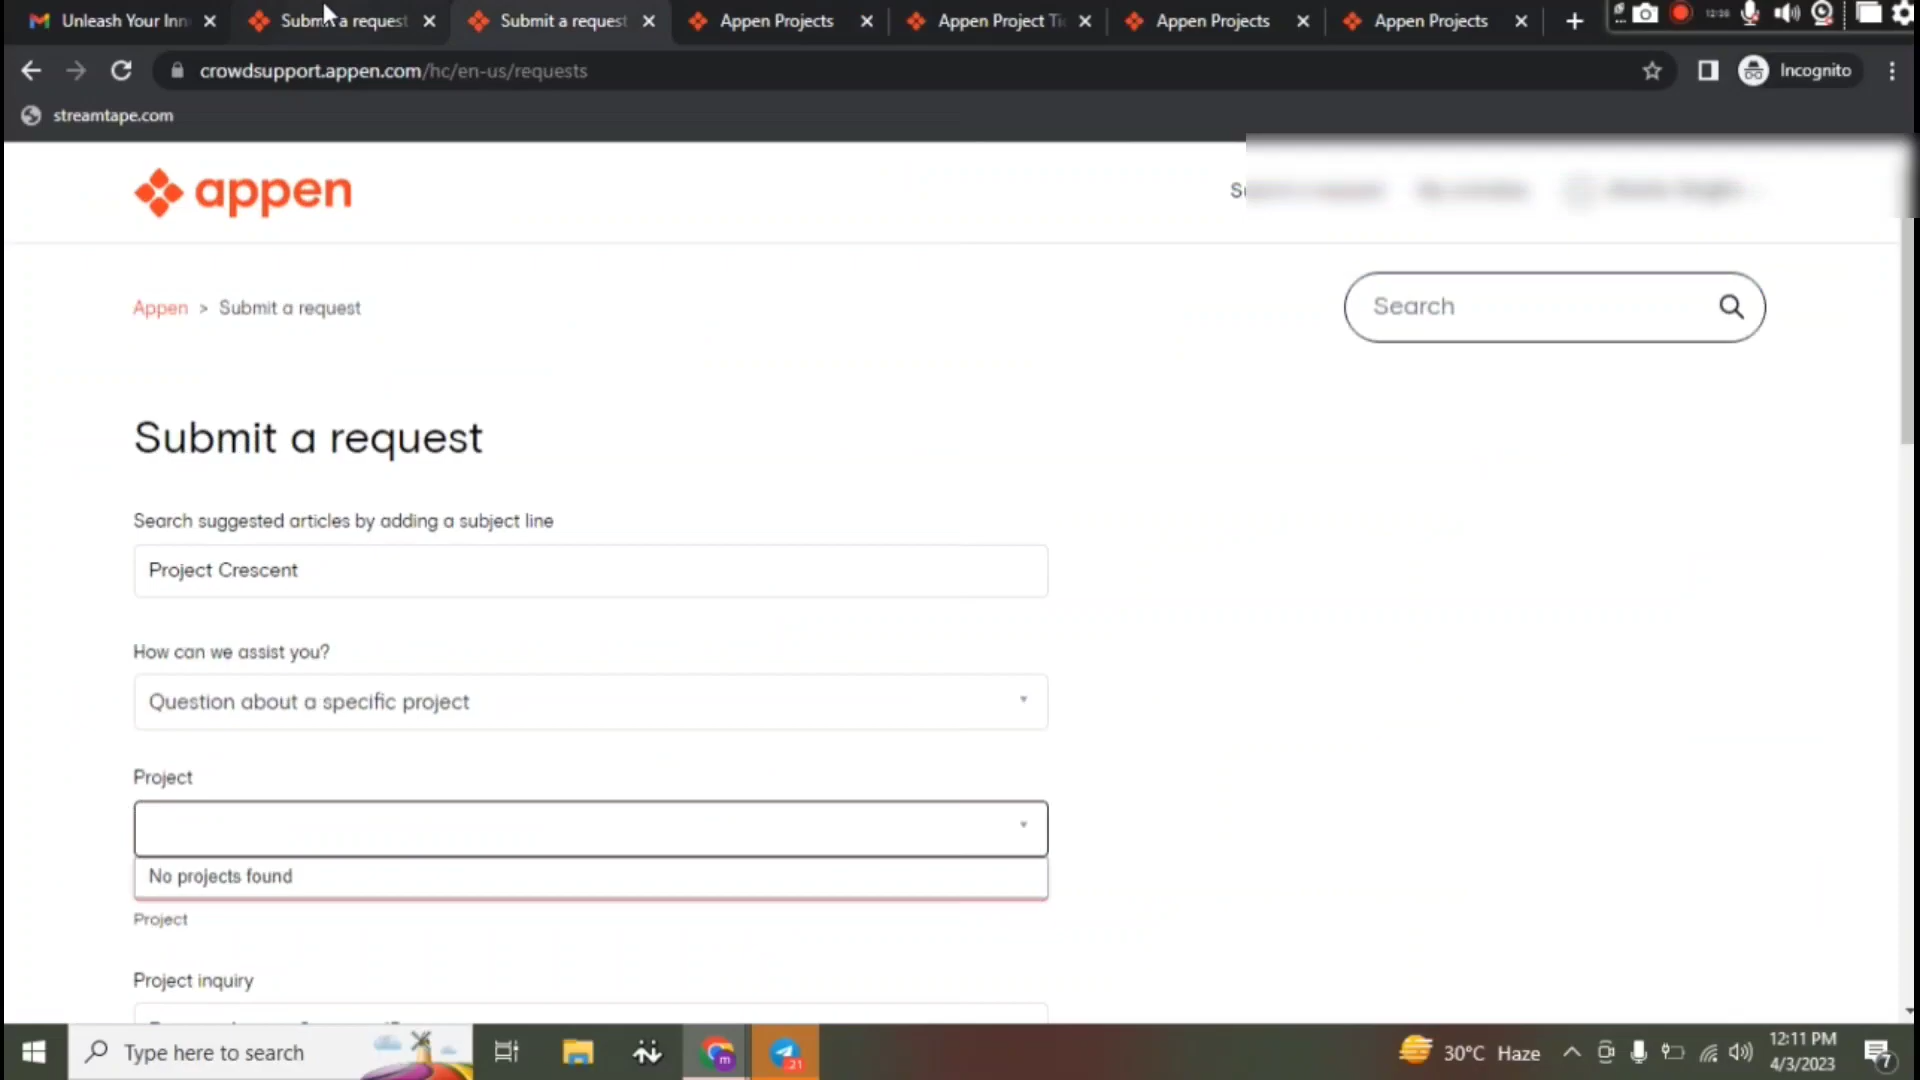 Unleash Your Inn
Submit a request
Submit a request
Appen Projects
Appen Project Ti
Appen Projects
Appen Projects
crowdsupport.appen.com/hc/en-us/requests
Incognito
streamtape.com
appen
Appen > Submit a request
Search
Submit a request
Search suggested articles by adding a subject line
Project Crescent
How can we assist you?
Question about a specific project
Project
No projects found
Project
Project inquiry
Type here to search
m
21
30°C Haze
12:11 PM
4/3/2023
7